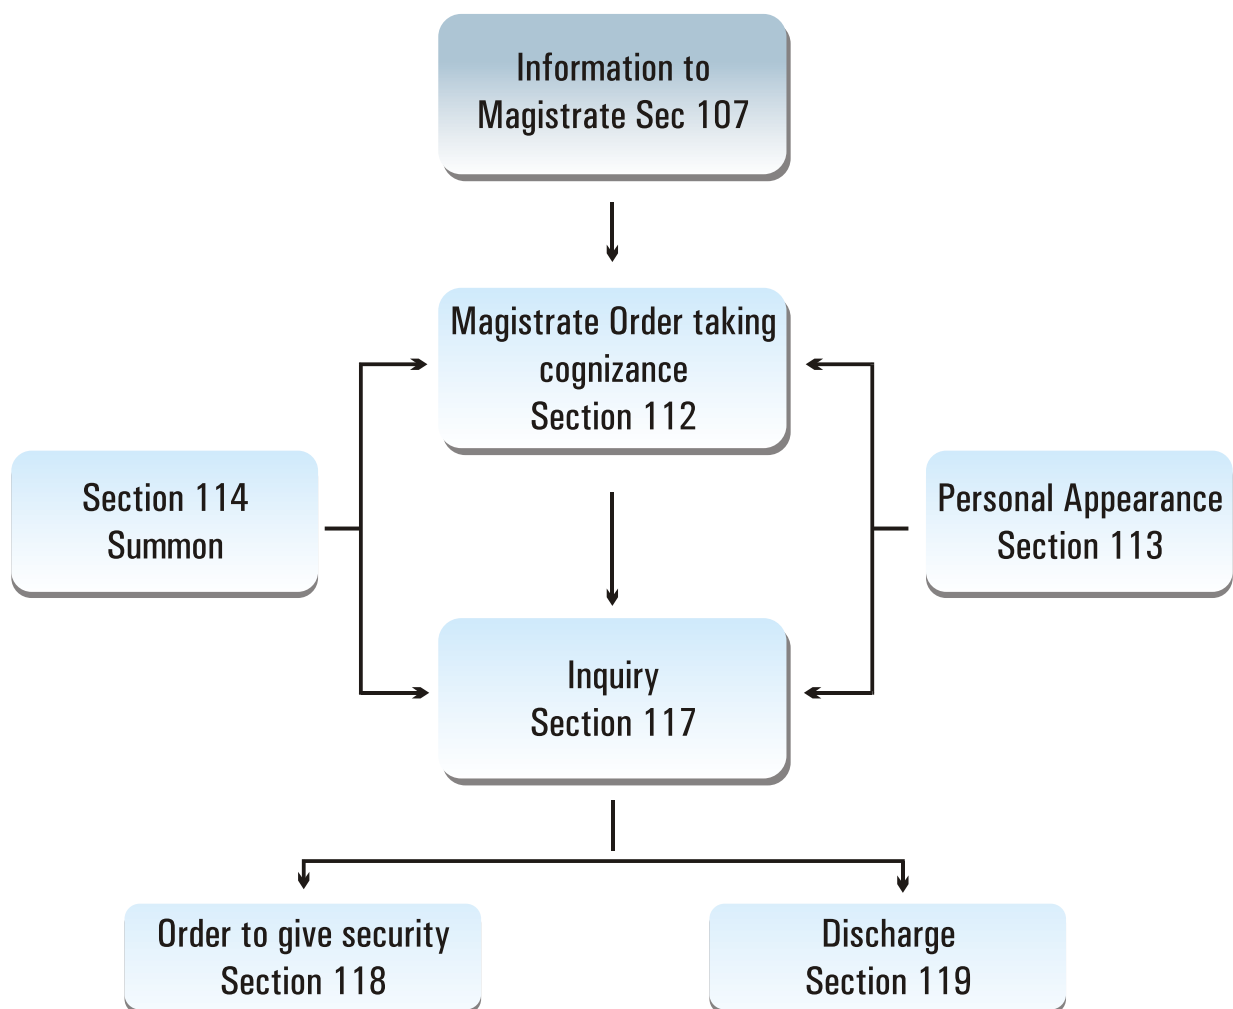 Information to
Magistrate Sec 107
Magistrate Order taking
cognizance
Section 112
Section 114
Summon
Personal Appearance
Section 113
Inquiry
Section 117
Order to give security
Section 118
Discharge
Section 119